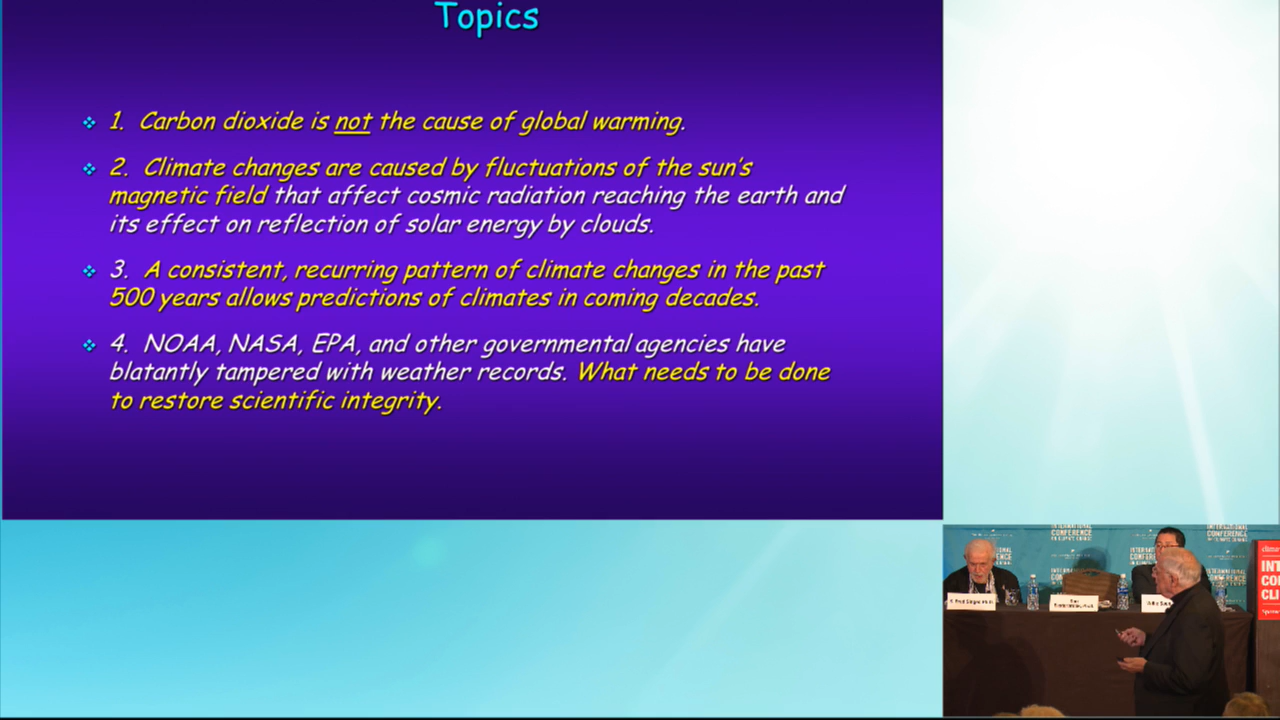 Topics
1. Carbon dioxide is not the cause of global warming.
2. Climate changes are caused by fluctuations of the sun's
magnetic field that affect cosmic radiation reaching the earth and
its effect on reflection of solar energy by clouds.
3. A consistent, recurring pattern of climate changes in the past
500 years allows predictions of climates in coming decades.
4. NOAA, NASA, EPA, and other governmental agencies have
blatantly tampered with weather records. What needs to be done
to restore scientific integrity.
INTERNATIONAL
CONFERENCE
INT
CO
CLI